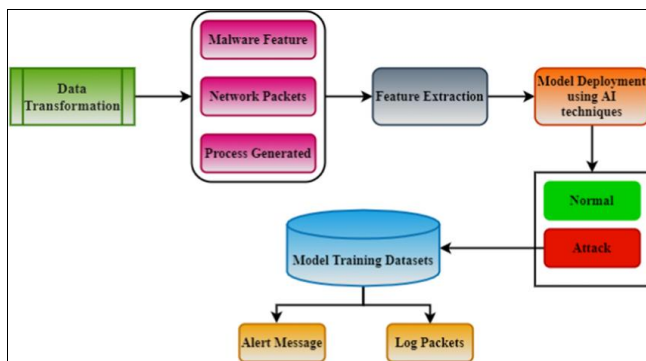 Data
Transformation
Malware Feature
Network Packets
Process Generated
Feature Extraction
Model Deployment
using AI
techniques
Normal
Attack
Model Training Datasets
Alert Message
Log Packets